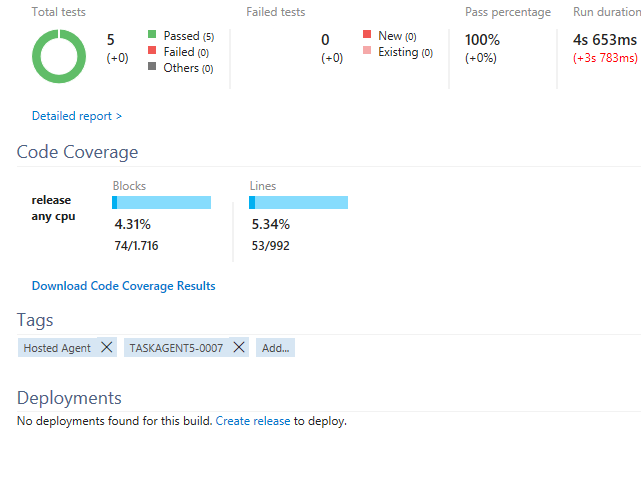 Total tests
Failed tests
Pass percentage
Run duration
5
(+0)
Passed (5)
Failed (0)
Others (0)
0
(+0)
New (0)
Existing (0)
100%
(+0%)
4s 653ms
(+3s 783ms)
Detailed report >
Code Coverage
release
any cpu
Blocks
4.31%
74/1.716
Lines
5.34%
53/992
Download Code Coverage Results
Tags
Hosted Agent
TASKAGENT5-0007
Add...
Deployments
No deployments found for this build. Create release to deploy.